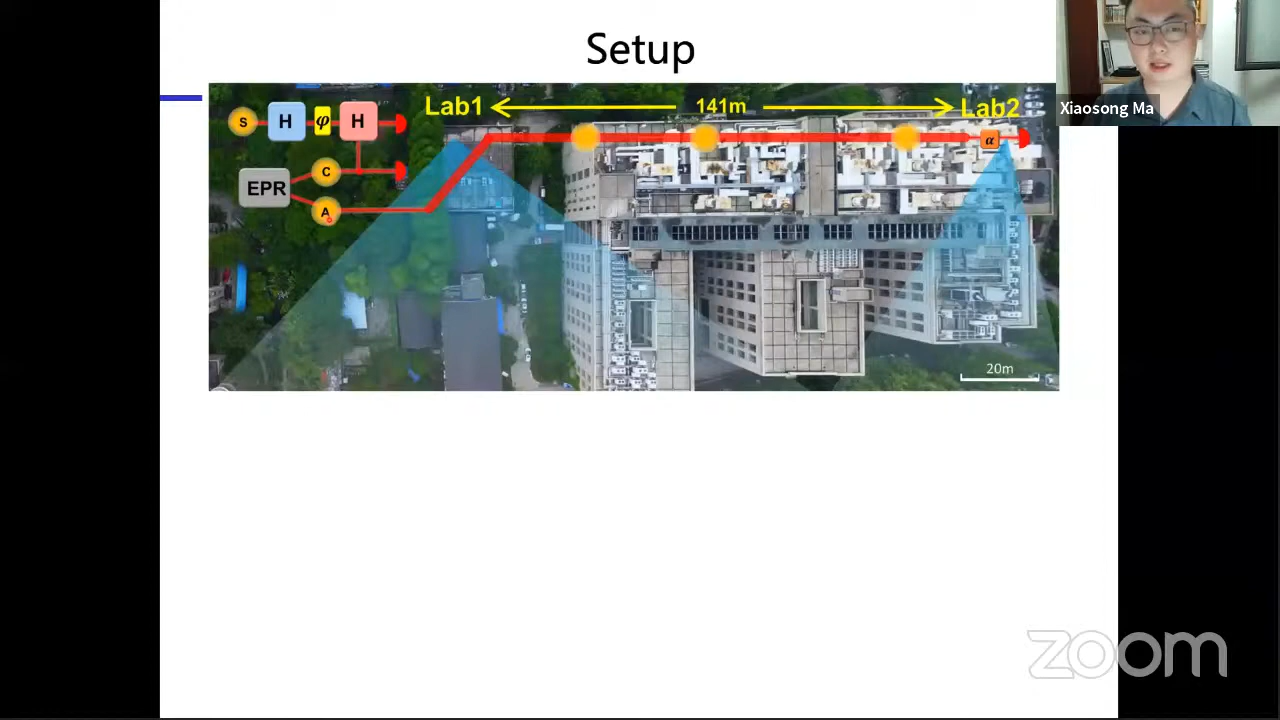 Setup
Lab1 141m Lab2
S H φ H
C
EPR
A
α
20m
Xiaosong Ma
zoom